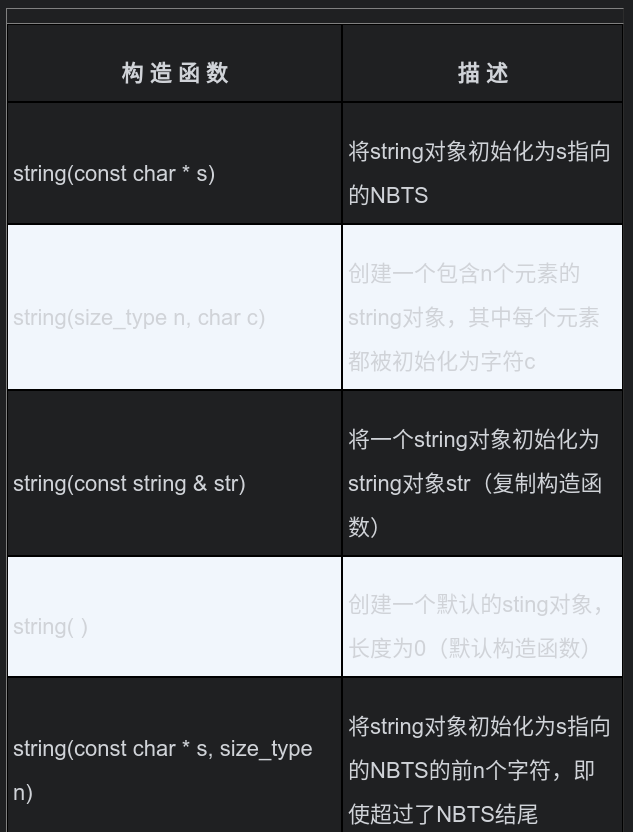 构 造 函 数
描 述
string(const char * s)
将string对象初始化为s指向
的NBTS
string(size_type n, char c)
创建一个包含n个元素的
string对象，其中每个元素
都被初始化为字符c
string(const string & str)
将一个string对象初始化为
string对象str（复制构造函
数）
string( )
创建一个默认的sting对象，
长度为0（默认构造函数）
string(const char * s, size_type
n)
将string对象初始化为s指向
的NBTS的前n个字符，即
使超过了NBTS结尾